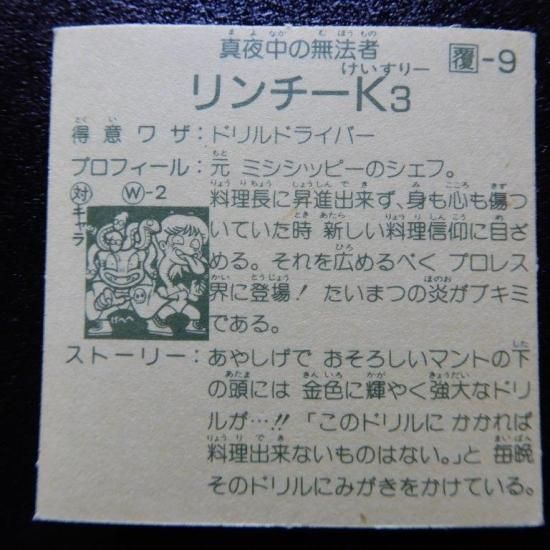 真夜中の無法者
覆-9
リンチーK3
得意ワザ：ドリルドライバー
プロフィール：元 ミシシッピーのシェフ。
対キャラ W-2
料理長に昇進出来ず、身も心も傷つ
いていた時 新しい料理信仰に目ざ
める。それを広めるべく プロレス
界に登場！ たいまつの炎がブキミ
である。
げへへ
ストーリー：あやしげで おそろしいマントの下
の頭には 金色に輝やく強大なドリ
ルが…!!「このドリルに かかれば
料理出来ないものはない。」と 毎晩
そのドリルにみがきをかけている。